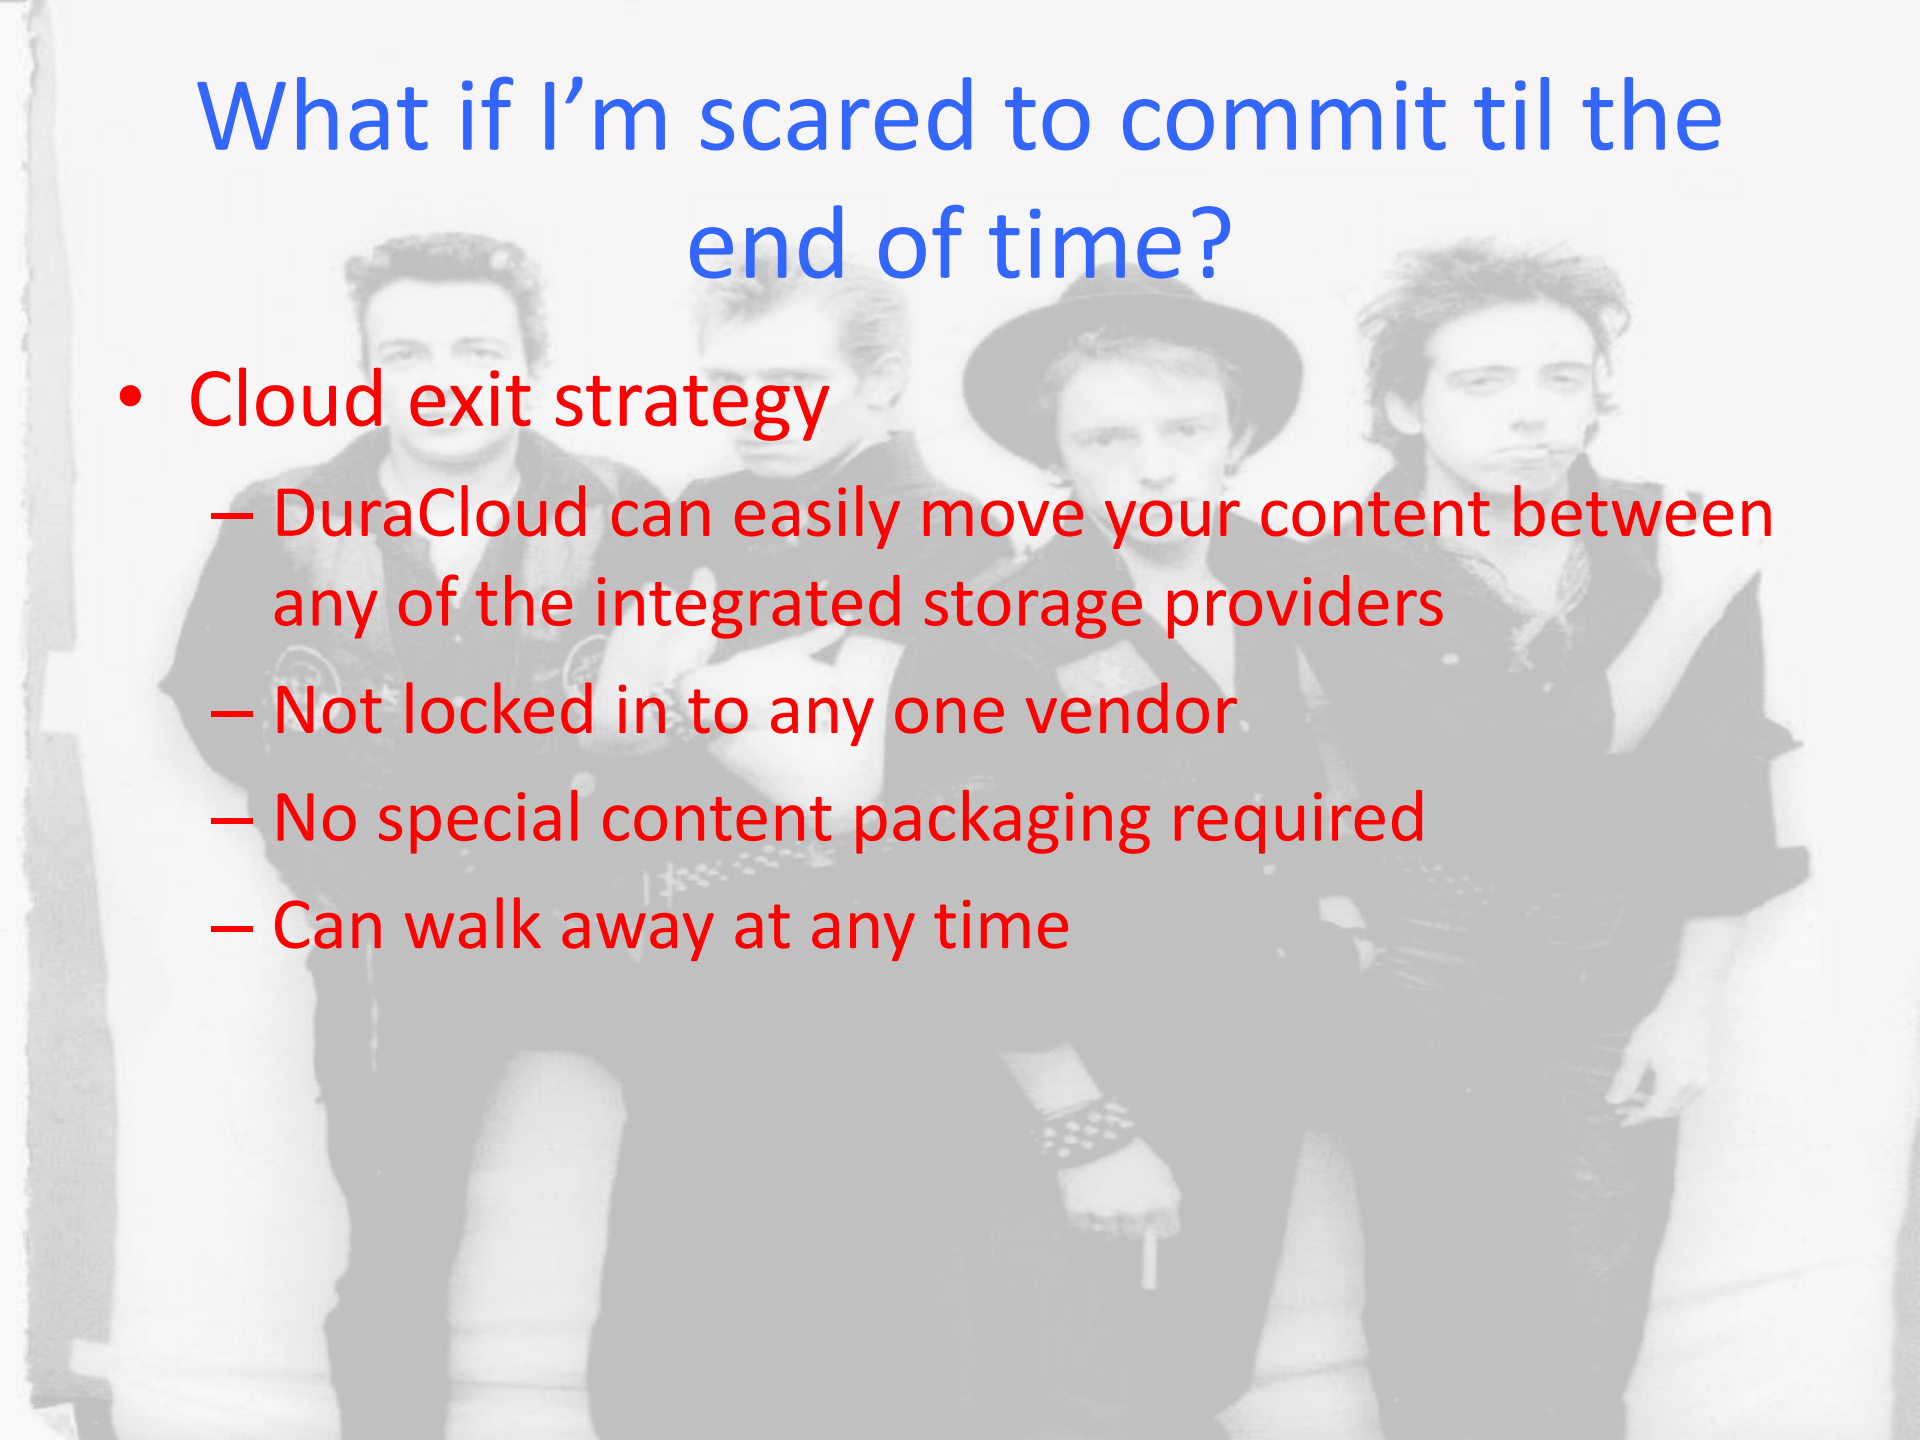 What if I’m scared to commit til the
end of time?
• Cloud exit strategy
– DuraCloud can easily move your content between
any of the integrated storage providers
– Not locked in to any one vendor
– No special content packaging required
– Can walk away at any time